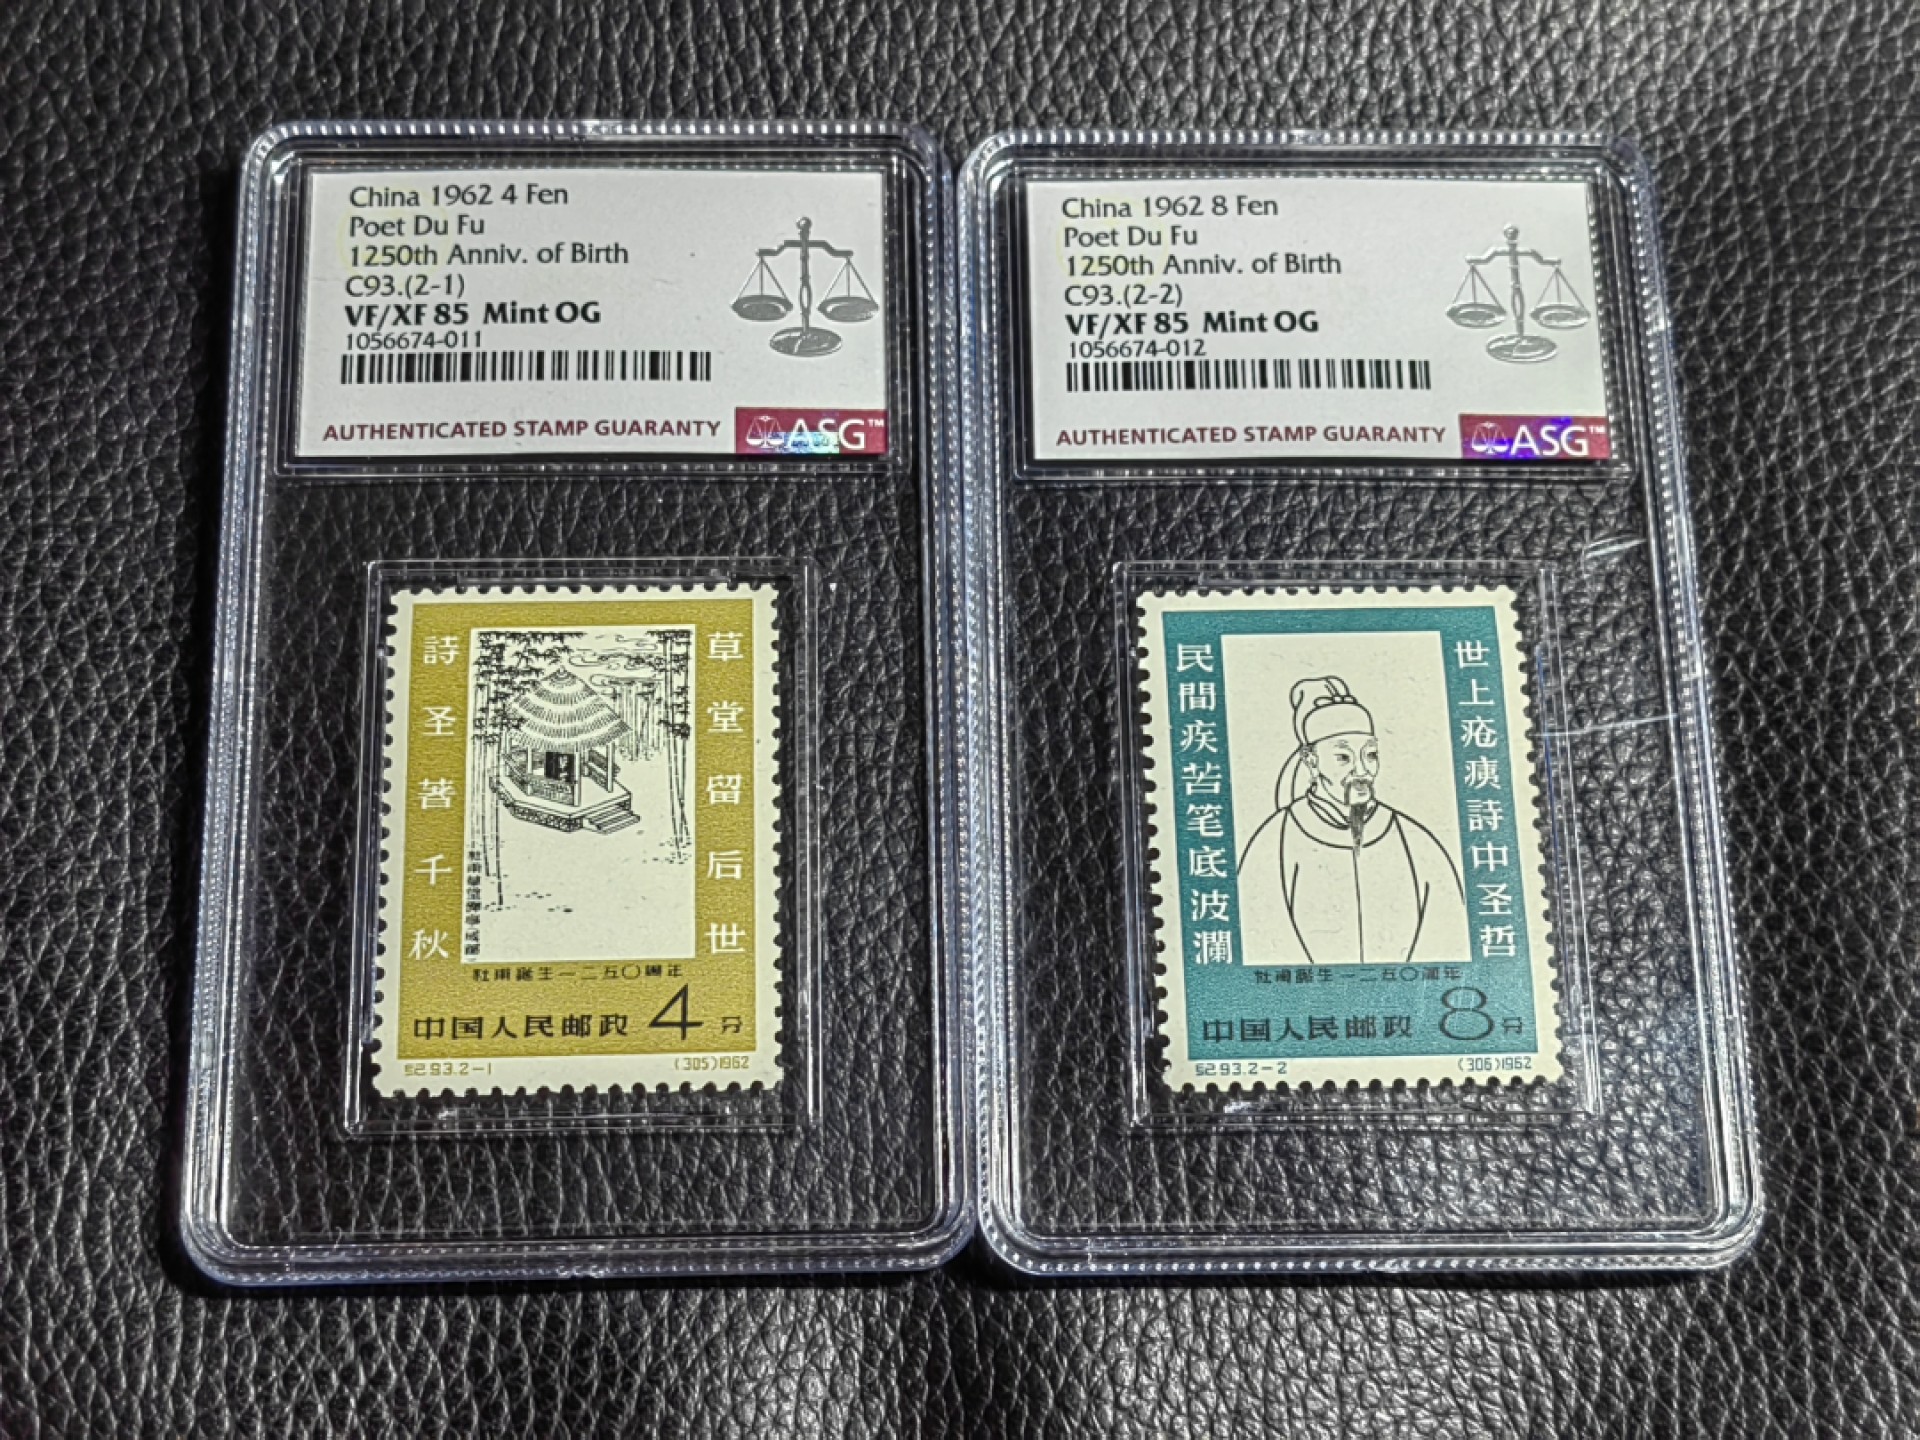 China 1962 4 Fen
Poet Du Fu
1250th Anniv. of Birth
C93.(2-1)
VF/XF 85 Mint OG
1056674-011
AUTHENTICATED STAMP GUARANTY ASG™
草堂留后世
詩圣著千秋
杜甫誕生一二五〇周年
中国人民邮政 4分
纪93.2-1 (305)1962
China 1962 8 Fen
Poet Du Fu
1250th Anniv. of Birth
C93.(2-2)
VF/XF 85 Mint OG
1056674-012
AUTHENTICATED STAMP GUARANTY ASG™
世上疮痍詩中圣哲
民間疾苦笔底波瀾
杜甫誕生一二五〇周年
中国人民邮政 8分
纪93.2-2 (306)1962